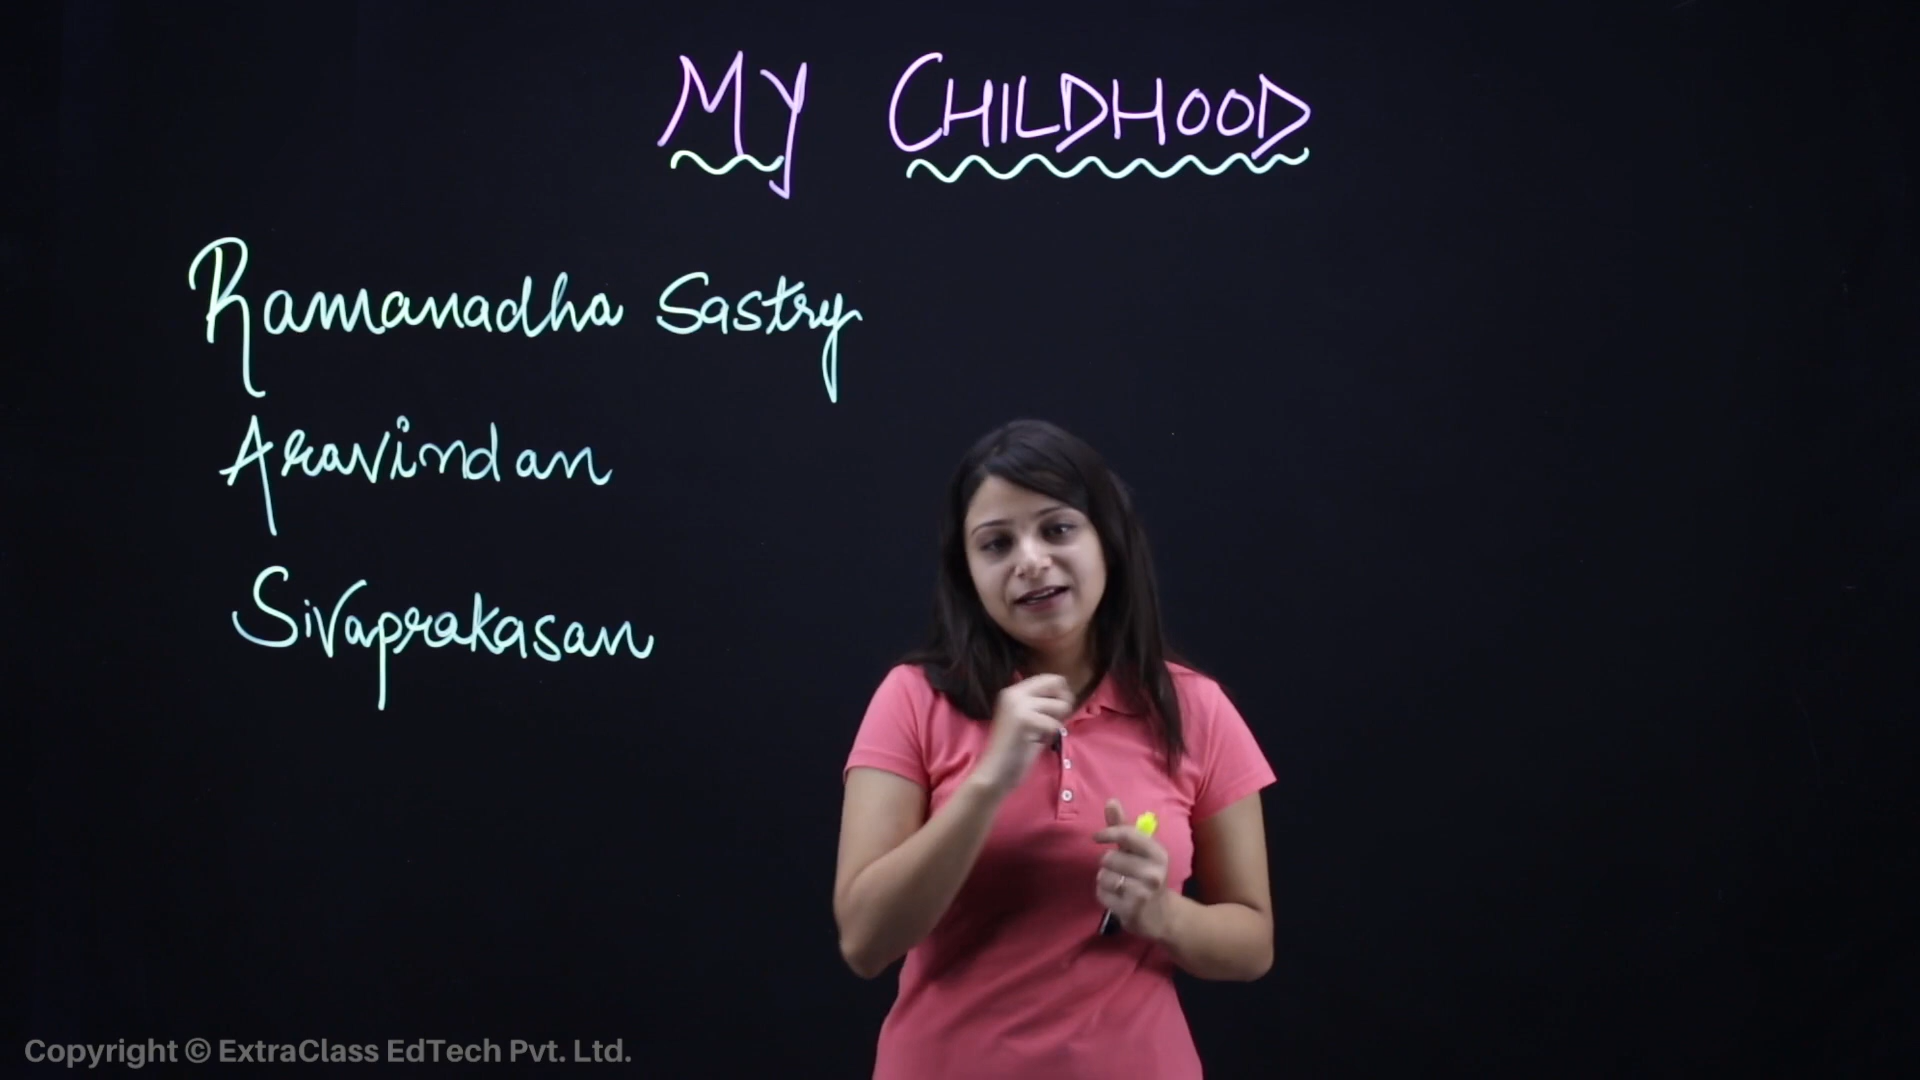 My CHILDHOOD
Ramanadha Sastry
Aravindan
Sivaprakasan
Copyright © ExtraClass EdTech Pvt. Ltd.